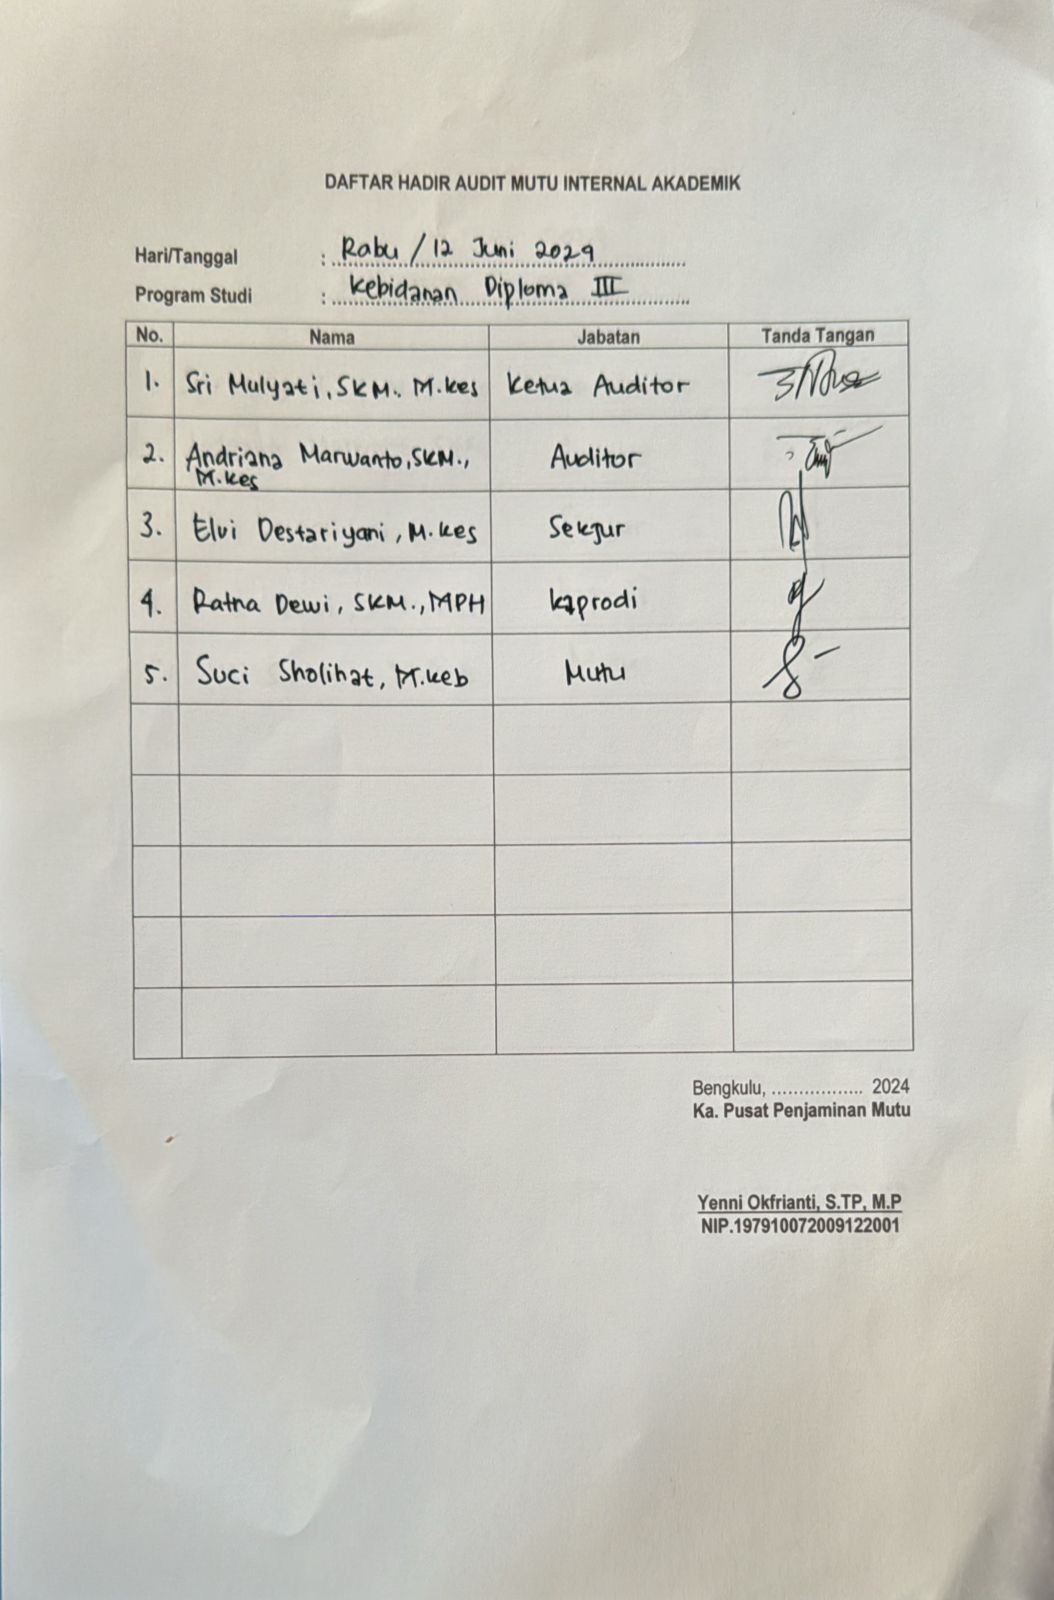 DAFTAR HADIR AUDIT MUTU INTERNAL AKADEMIK
Hari/Tanggal : Rabu / 12 Juni 2024
Program Studi : Kebidanan Diploma III
No. Nama Jabatan Tanda Tangan
1. Sri Mulyati, SKM., M.Kes Ketua Auditor
2. Andriana Marwanto, SKM., Auditor
M.Kes
3. Elvi Destariyani, M.Kes Sekjur
4. Ratna Dewi, SKM., MPH Kaprodi
5. Suci Sholihat, M.Keb Mutu
Bengkulu, ................. 2024
Ka. Pusat Penjaminan Mutu
Yenni Okfrianti, S.TP, M.P
NIP.197910072009122001